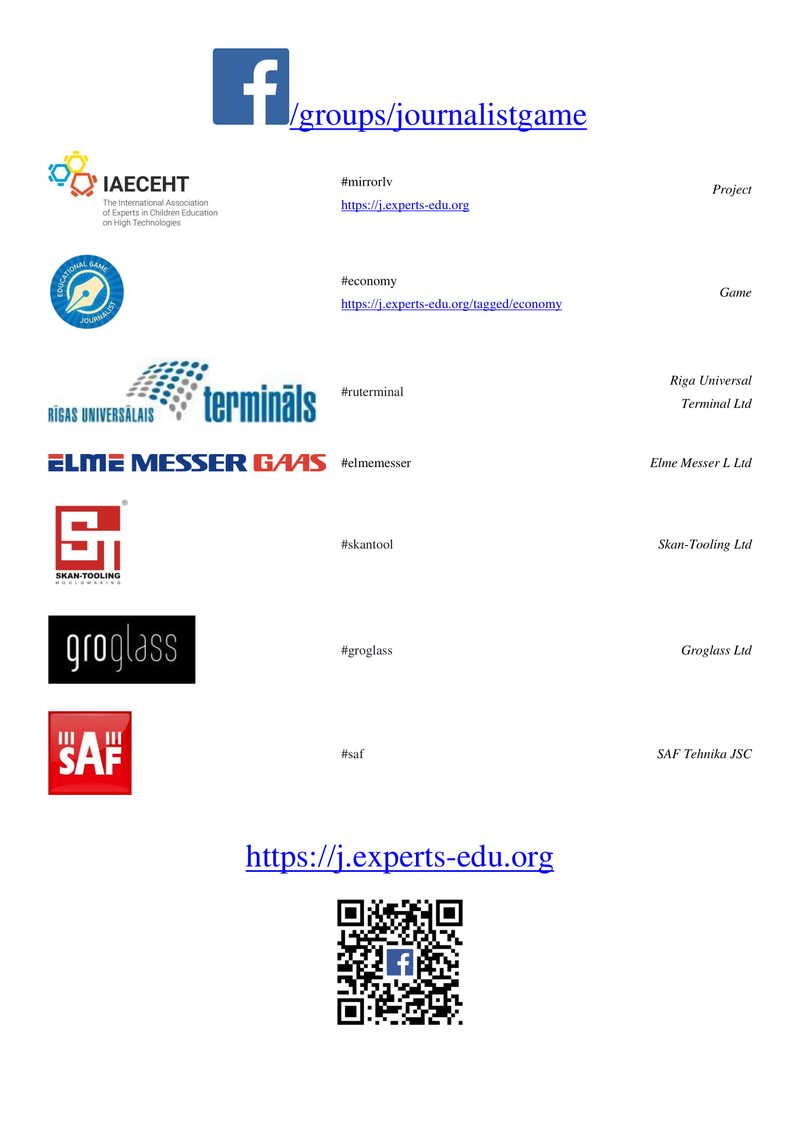 f/groups/journalistgame
IAECEHT
The International Association
of Experts in Children Education
on High Technologies
#mirrorlv
https://j.experts-edu.org
Project
EDUCATIONAL GAME
JOURNALIST
#economy
https://j.experts-edu.org/tagged/economy
Game
RĪGAS UNIVERSĀLAIS termināls
#ruterminal
Riga Universal
Terminal Ltd
ELME MESSER GAAS
#elmemesser
Elme Messer L Ltd
ST®
SKAN-TOOLING
MOULDMAKING
#skantool
Skan-Tooling Ltd
groglass
#groglass
Groglass Ltd
SAF
#saf
SAF Tehnika JSC
https://j.experts-edu.org
f